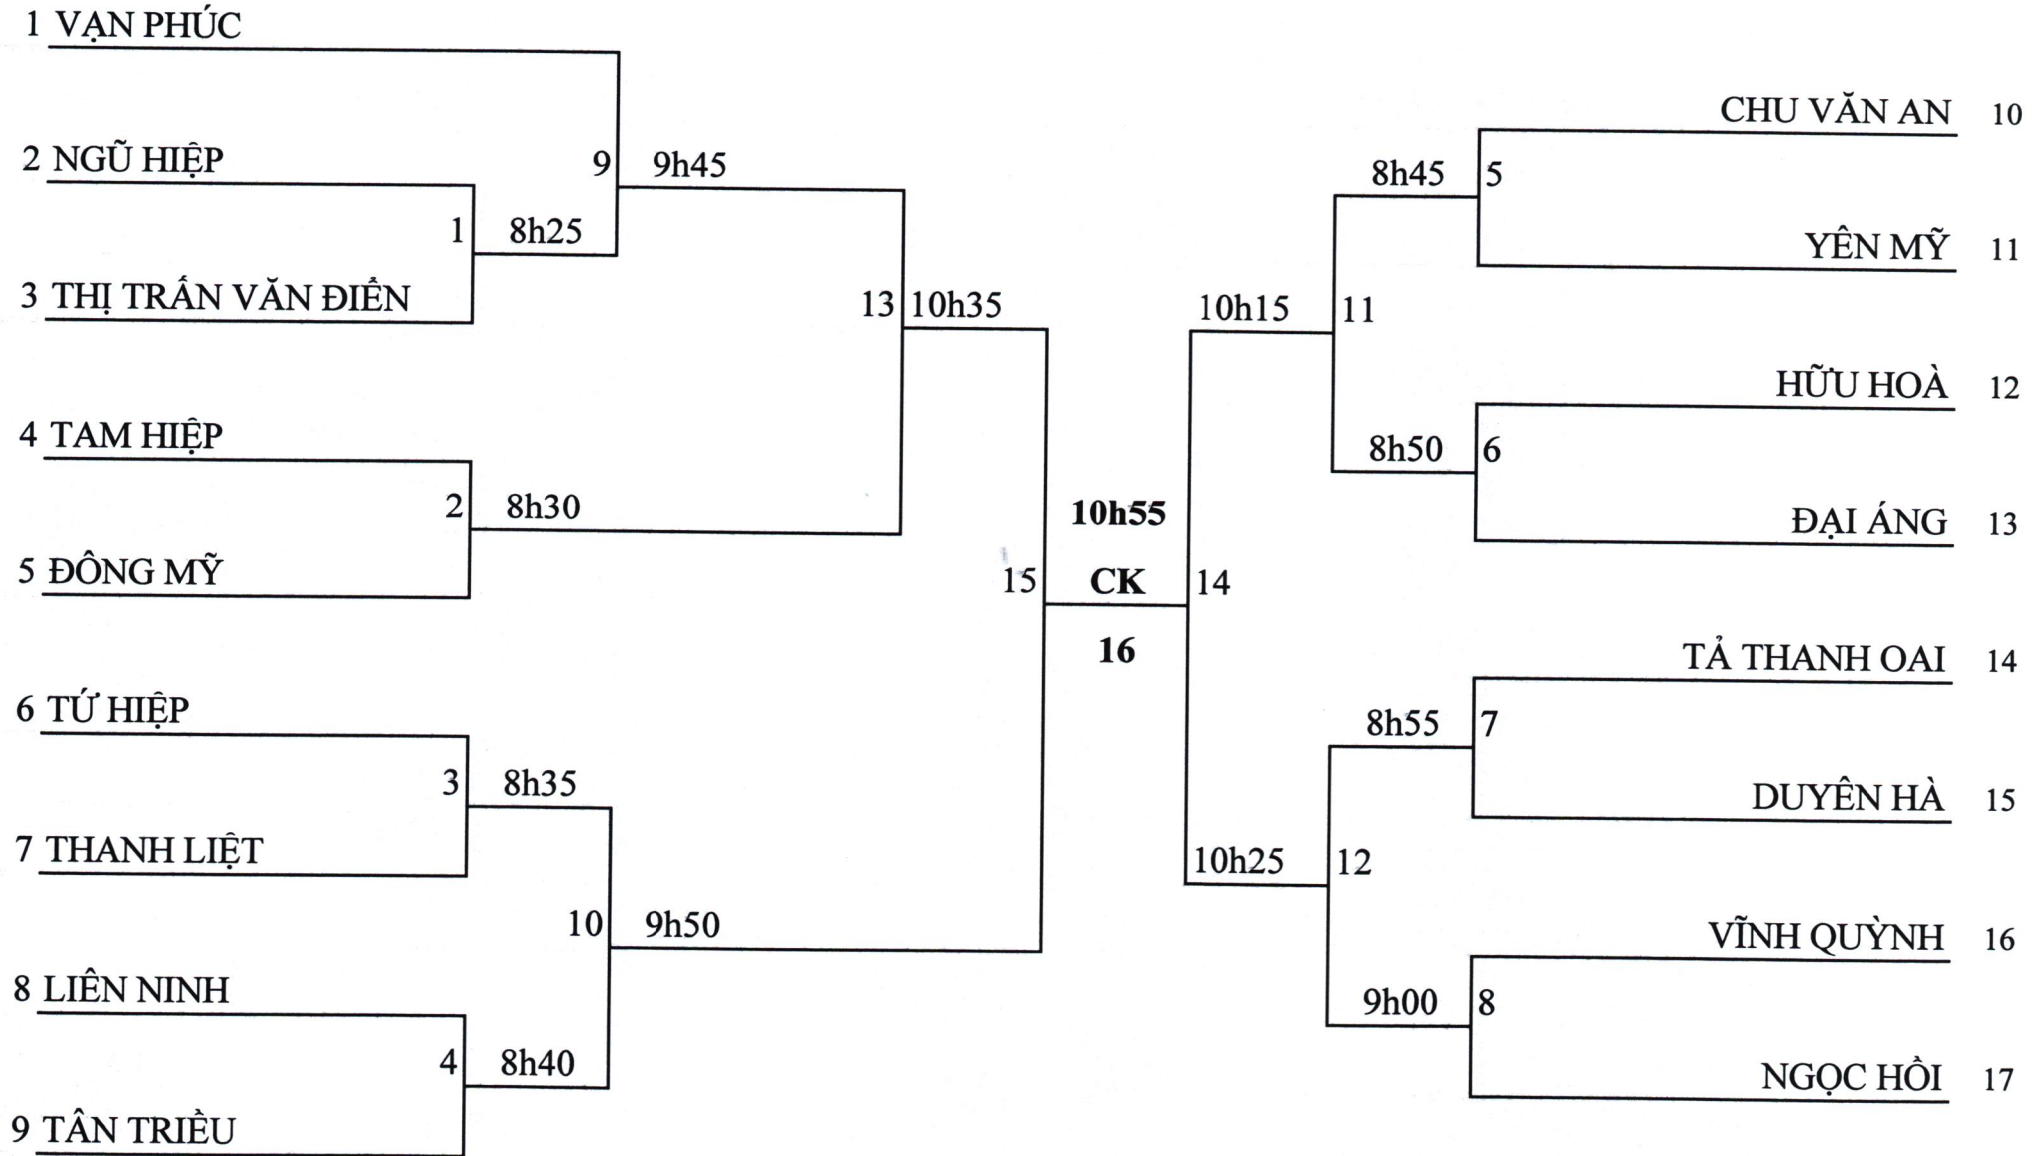 1 VẠN PHÚC
2 NGŨ HIỆP
9 9h45
1 8h25
3 THỊ TRẤN VĂN ĐIỂN
13 10h35
4 TAM HIỆP
2 8h30
5 ĐÔNG MỸ
15
6 TỨ HIỆP
3 8h35
7 THANH LIỆT
10 9h50
8 LIÊN NINH
4 8h40
9 TÂN TRIỀU
10h55
CK
16
CHU VĂN AN 10
8h45 5
YÊN MỸ 11
10h15 11
HỮU HOÀ 12
8h50 6
ĐẠI ÁNG 13
14
TẢ THANH OAI 14
8h55 7
DUYÊN HÀ 15
10h25 12
VĨNH QUỲNH 16
9h00 8
NGỌC HỒI 17